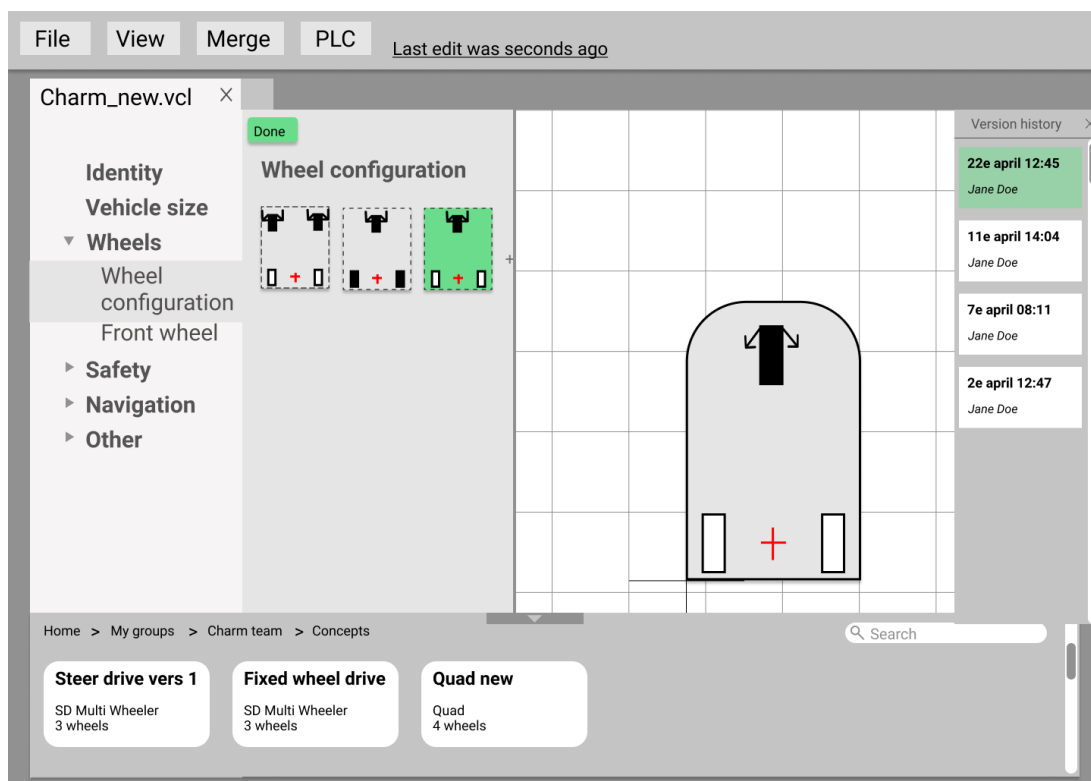 File View Merge PLC Last edit was seconds ago
Charm_new.vcl
Identity
Vehicle size
Wheels
Wheel
configuration
Front wheel
Safety
Navigation
Other
Done
Wheel configuration
Version history
22e april 12:45
Jane Doe
11e april 14:04
Jane Doe
7e april 08:11
Jane Doe
2e april 12:47
Jane Doe
Home > My groups > Charm team > Concepts
Search
Steer drive vers 1
SD Multi Wheeler
3 wheels
Fixed wheel drive
SD Multi Wheeler
3 wheels
Quad new
Quad
4 wheels